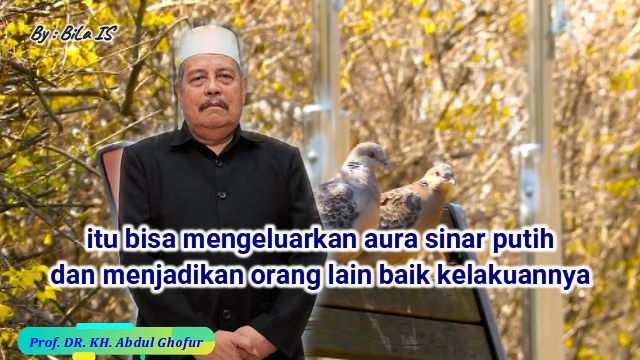 By : BiLa IS
itu bisa mengeluarkan aura sinar putih
dan menjadikan orang lain baik kelakuannya
Prof. DR. KH. Abdul Ghofur